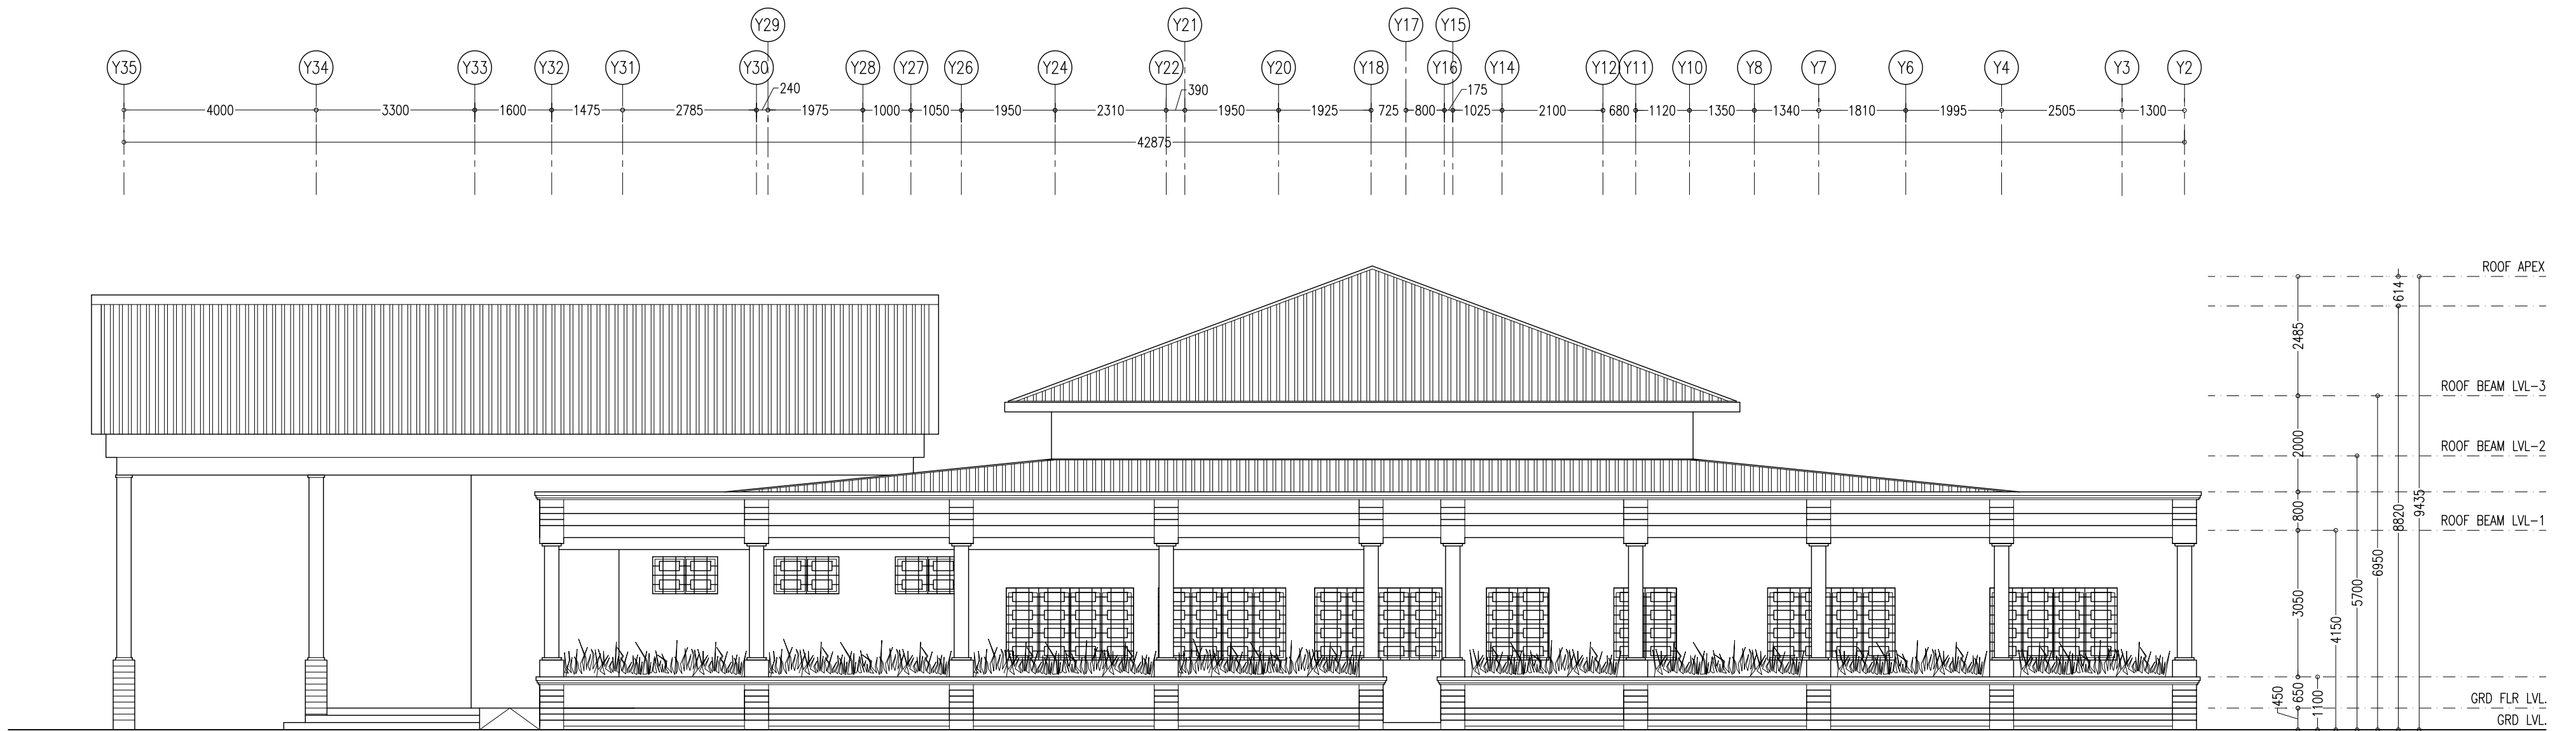 Y29 Y21 Y17 Y15
Y35 Y34 Y33 Y32 Y31 Y30 Y28 Y27 Y26 Y24 Y22 Y20 Y18 Y16 Y14 Y12 Y11 Y10 Y8 Y7 Y6 Y4 Y3 Y2
240 390 175
4000 3300 1600 1475 2785 1975 1000 1050 1950 2310 1950 1925 725 800 1025 2100 680 1120 1350 1340 1810 1995 2505 1300
42875
ROOF APEX
614
2485
ROOF BEAM LVL-3
2000
ROOF BEAM LVL-2
9435
8820
800
ROOF BEAM LVL-1
6950
5700
3050
4150
450
650
1100
GRD FLR LVL.
GRD LVL.